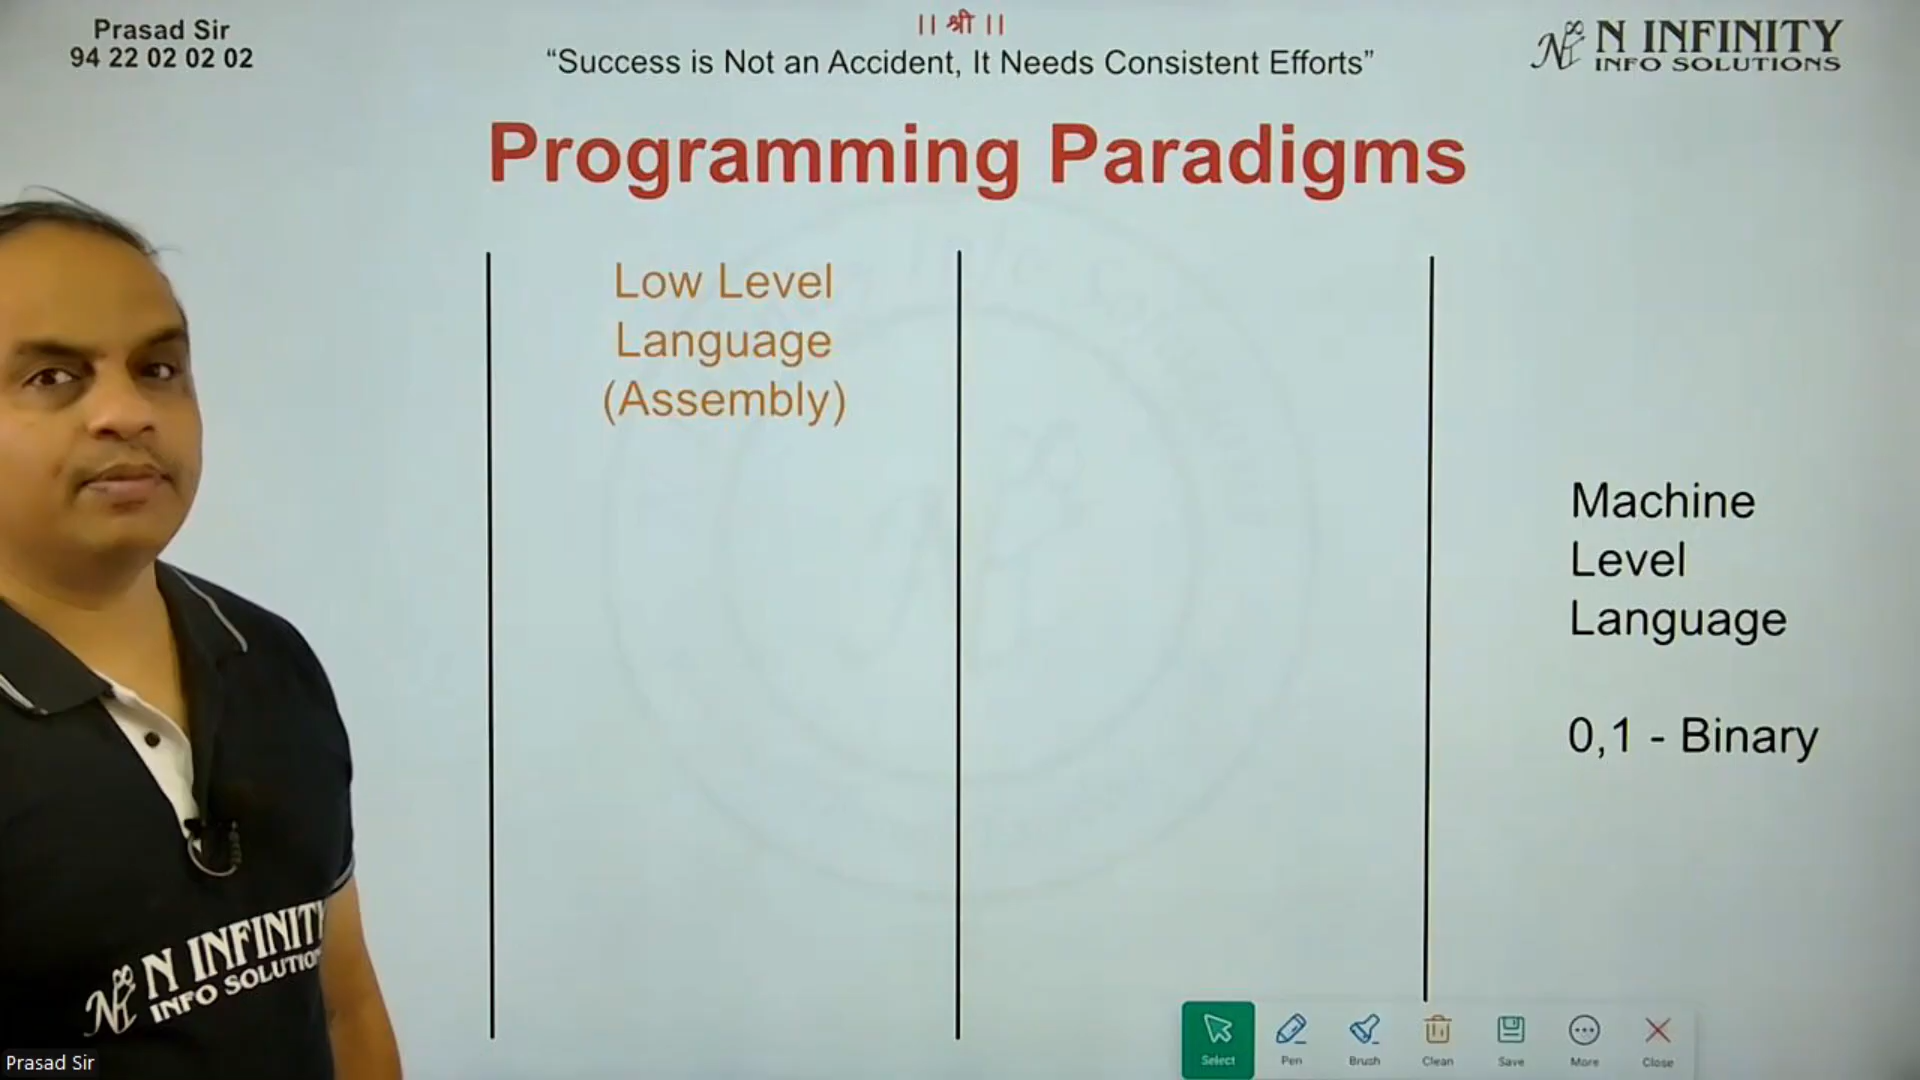 Prasad Sir
94 22 02 02 02
|| श्री ||
“Success is Not an Accident, It Needs Consistent Efforts”
N INFINITY
INFO SOLUTIONS
Programming Paradigms
Low Level
Language
(Assembly)
Machine
Level
Language
0,1 - Binary
N INFINITY
INFO SOLUTIO
Select
Pen
Brush
Clean
Save
More
Close
Prasad Sir